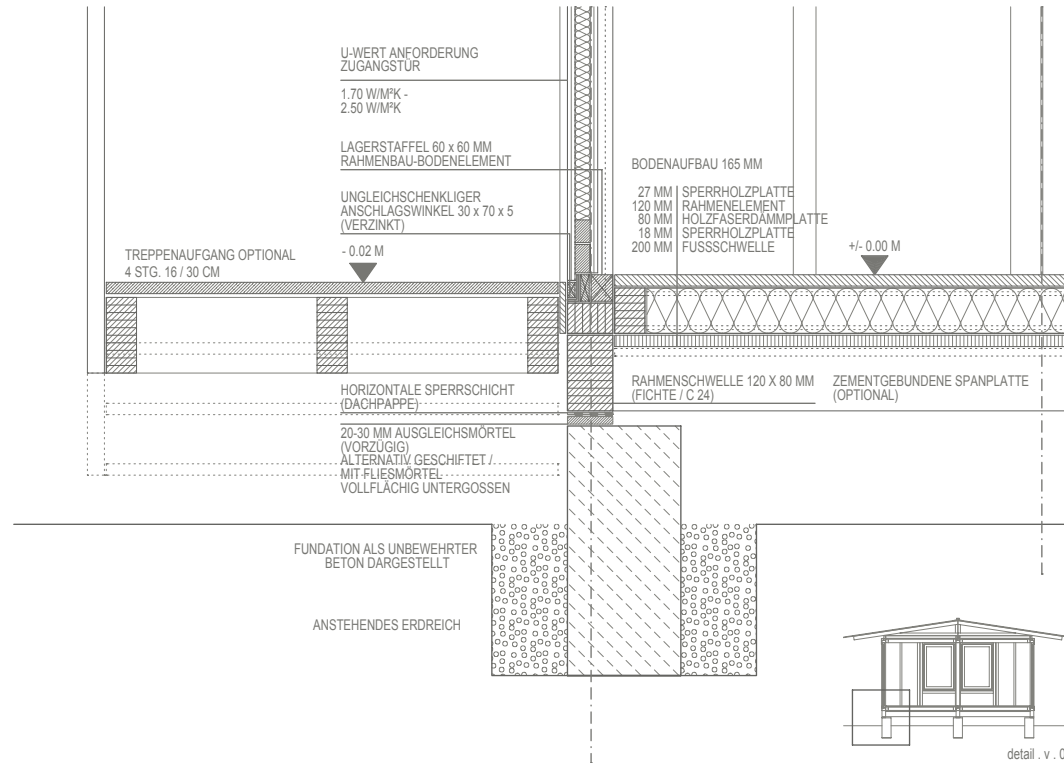 U-WERT ANFORDERUNG
ZUGANGSTÜR
1.70 W/M²K -
2.50 W/M²K
LAGERSTAFFEL 60 x 60 MM
RAHMENBAU-BODENELEMENT
UNGLEICHSCHENKLIGER
ANSCHLAGSWINKEL 30 x 70 x 5
(VERZINKT)
TREPPENAUFGANG OPTIONAL
4 STG. 16 / 30 CM
- 0.02 M
BODENAUFBAU 165 MM
27 MM SPERRHOLZPLATTE
120 MM RAHMENELEMENT
80 MM HOLZFASERDÄMMPLATTE
18 MM SPERRHOLZPLATTE
200 MM FUSSSCHWELLE
+/- 0.00 M
HORIZONTALE SPERRSCHICHT
(DACHPAPPE)
20-30 MM AUSGLEICHSMÖRTEL
(VORZÜGIG)
ALTERNATIV GESCHIFTET /
MIT FLIESMÖRTEL
VOLLFLÄCHIG UNTERGOSSEN
RAHMENSCHWELLE 120 X 80 MM
(FICHTE / C 24)
ZEMENTGEBUNDENE SPANPLATTE
(OPTIONAL)
FUNDATION ALS UNBEWEHRTER
BETON DARGESTELLT
ANSTEHENDES ERDREICH
detail . v . 0